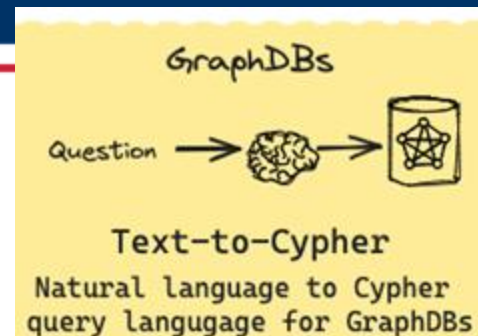 GraphDBs
Question
Text-to-Cypher
Natural language to Cypher
query langugage for GraphDBs